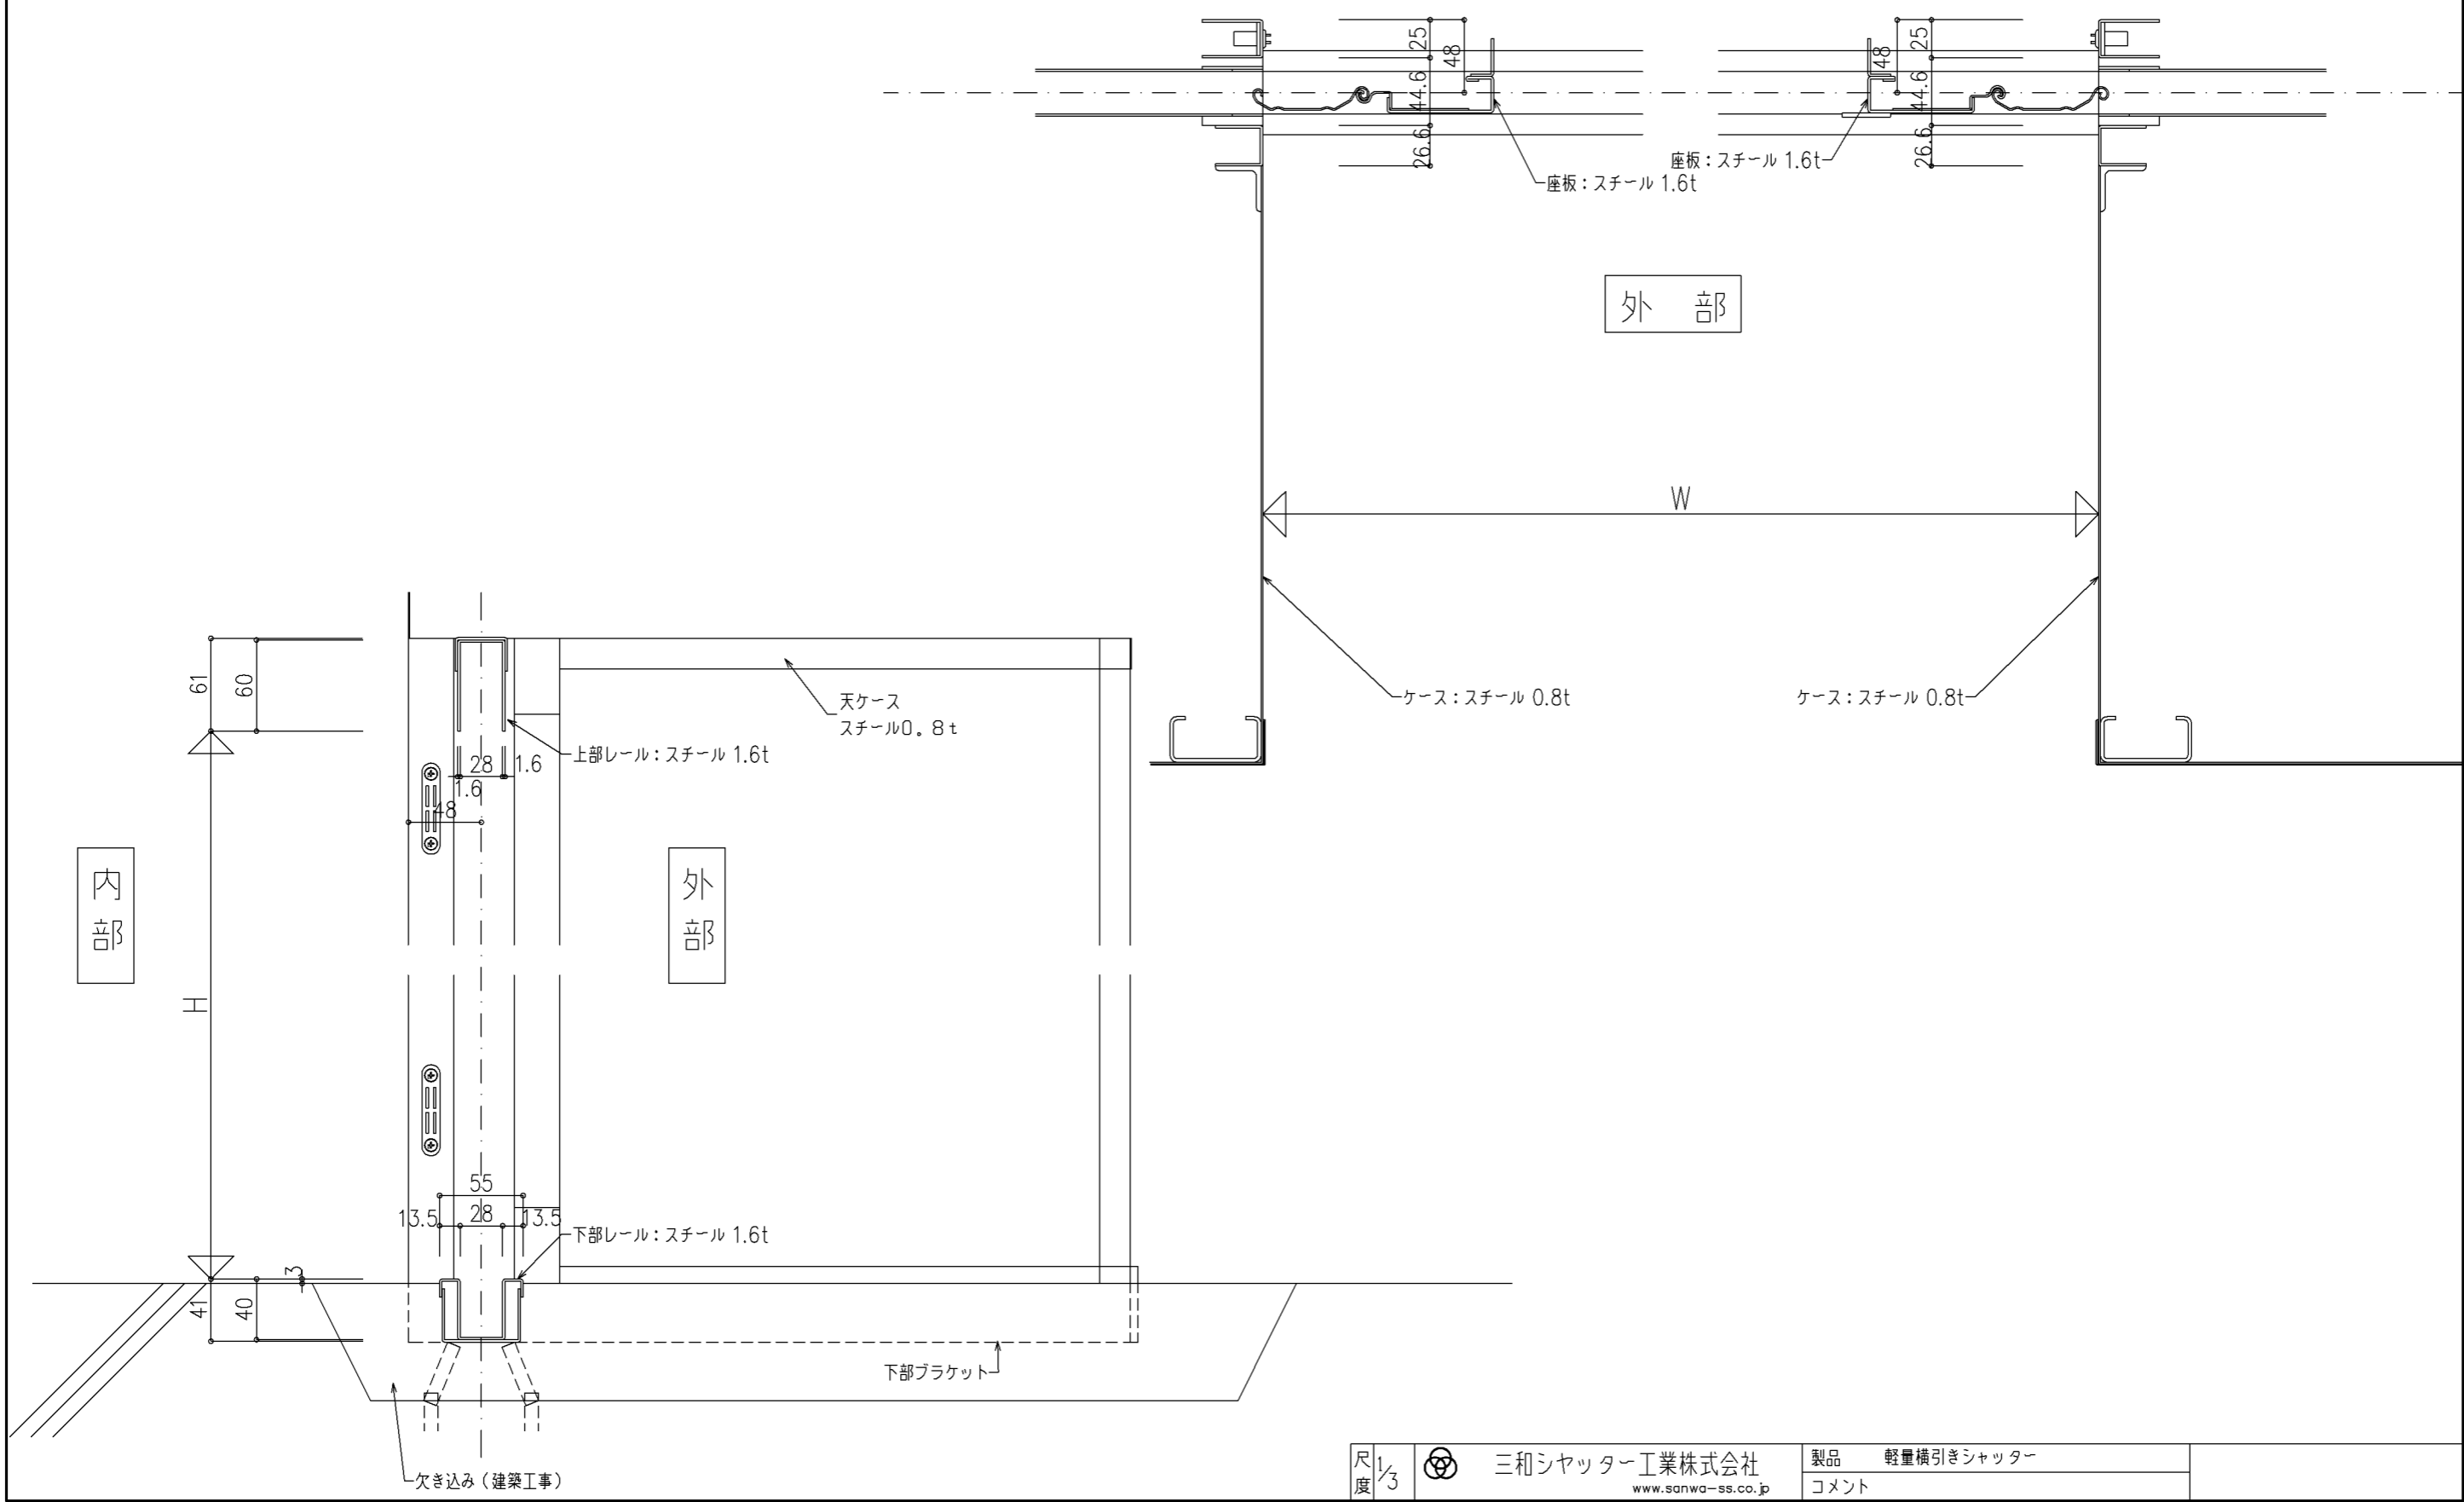 25
48
44.6
26.6
座板：スチール 1.6t
48
25
44.6
26.6
座板：スチール 1.6t
外 部
W
ケース：スチール 0.8t
ケース：スチール 0.8t
61
60
天ケース
スチール0．8ｔ
上部レール：スチール 1.6t
28
1.6
1.6
48
内部
外部
H
55
13.5
28
13.5
下部レール：スチール 1.6t
3
41
40
下部ブラケット
欠き込み（建築工事）
尺度
1/3
三和シヤッター工業株式会社
www.sanwa-ss.co.jp
製品 軽量横引きシャッター
コメント